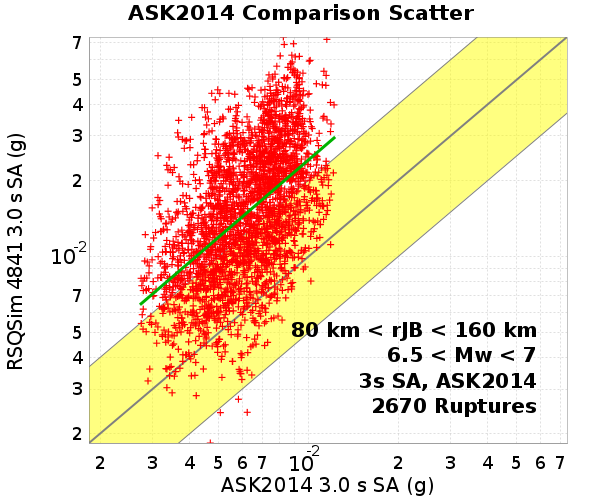 ASK2014 Comparison Scatter
7
5
4
3
2
10-2
7
5
4
3
2
RSQSim 4841 3.0 s SA (g)
80 km < rJB < 160 km
6.5 < Mw < 7
3s SA, ASK2014
2670 Ruptures
2 3 4 5 6 7 10-2 2 3 4 5 6 7
ASK2014 3.0 s SA (g)